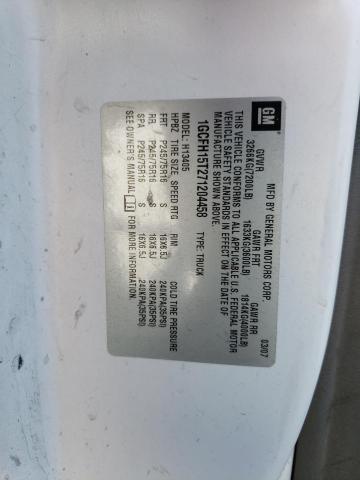 GM
MFD BY GENERAL MOTORS CORP. 03/07
GVWR GAWR FRT GAWR RR
3266KG(7200LB) 1633KG(3600LB) 1814KG(4000LB)
THIS VEHICLE CONFORMS TO ALL APPLICABLE U.S. FEDERAL MOTOR
VEHICLE SAFETY STANDARDS IN EFFECT ON THE DATE OF
MANUFACTURE SHOWN ABOVE.
1GCFH15T271204458 TYPE: TRUCK
MODEL: H13405
HPBZ TIRE SIZE SPEED RTG RIM COLD TIRE PRESSURE
FRT P245/75R16 S 16X6.5J 240KPA(35PSI)
RR P245/75R16 S 16X6.5J 240KPA(35PSI)
SPA P245/75R16 S 16X6.5J 240KPA(35PSI)
SEE OWNER'S MANUAL FOR MORE INFORMATION.